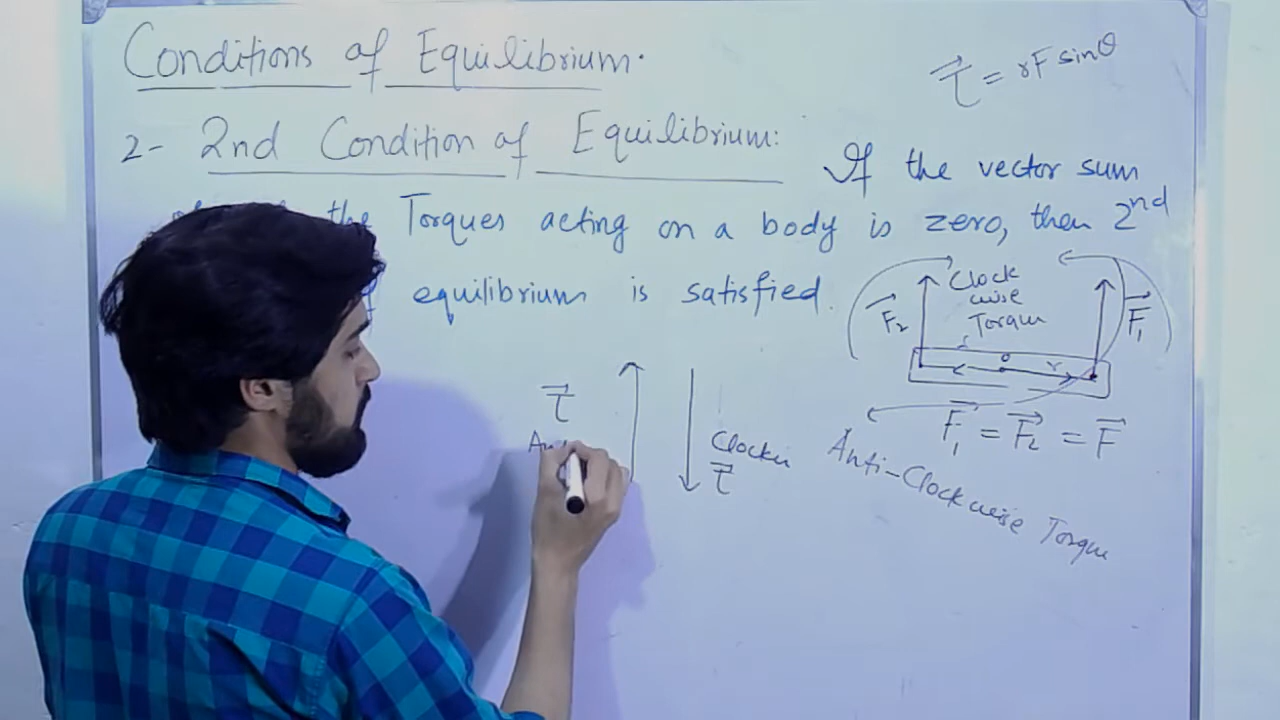 Conditions of Equilibrium.
τ = rF sinθ
2- 2nd Condition of Equilibrium: If the vector sum
the Torques acting on a body is zero, then 2nd
equilibrium is satisfied.
Clock
wise
Torque
F₂
F₁
r
τ
Clockwi
τ
F₁ = F₂ = F
Anti-Clockwise Torque